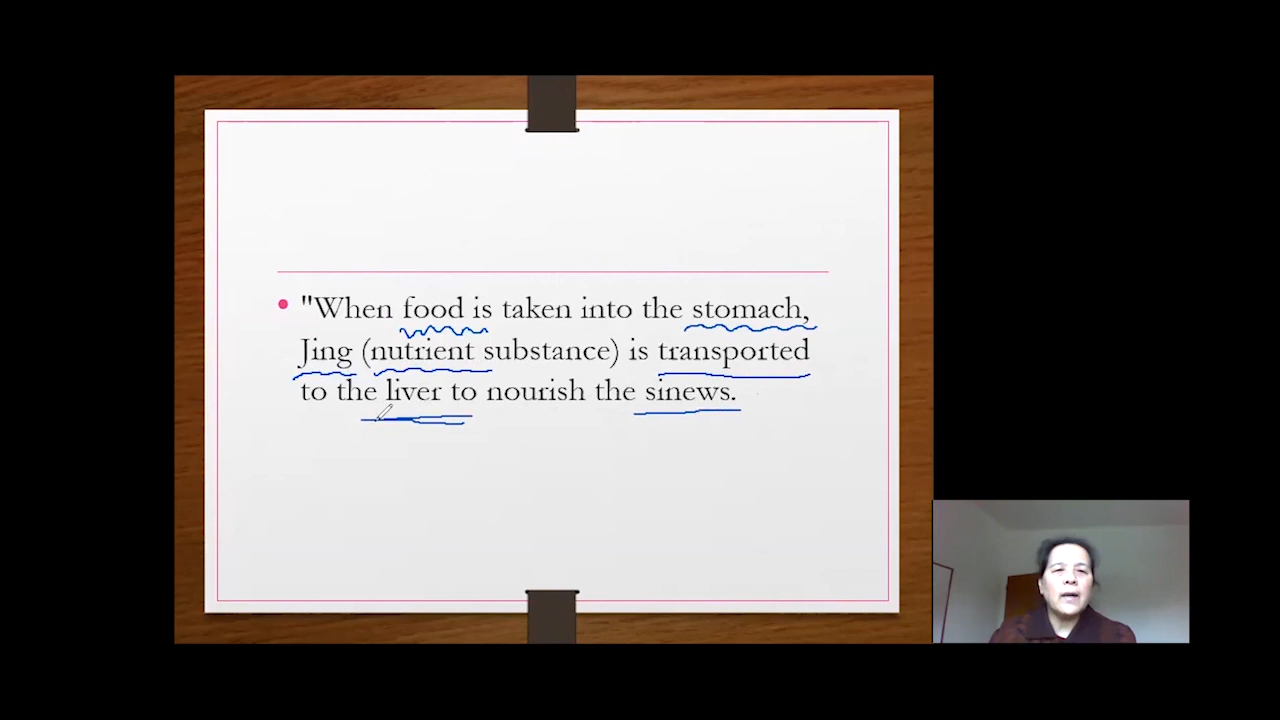 "When food is taken into the stomach,
Jing (nutrient substance) is transported
to the liver to nourish the sinews.